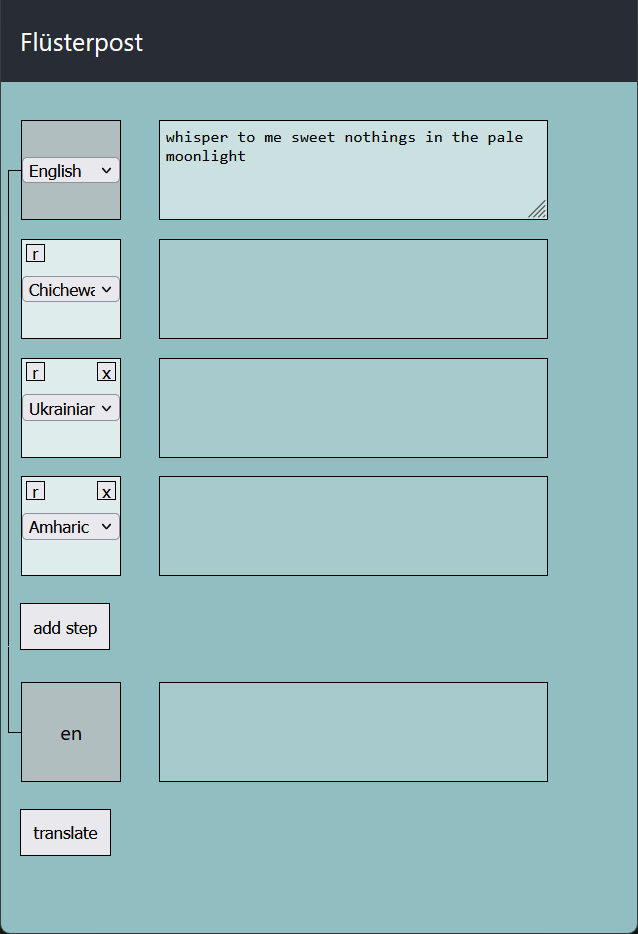 Flüsterpost
English
whisper to me sweet nothings in the pale
moonlight
r
Chichewa
r x
Ukrainian
r x
Amharic
add step
en
translate